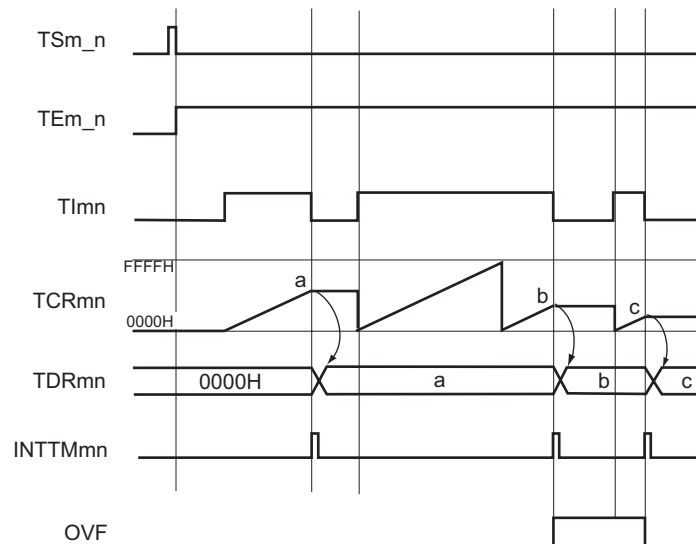 TSm_n
TEm_n
TImn
FFFFH
TCRmn
a
b
c
0000H
TDRmn
0000H
a
b
c
INTTMmn
OVF